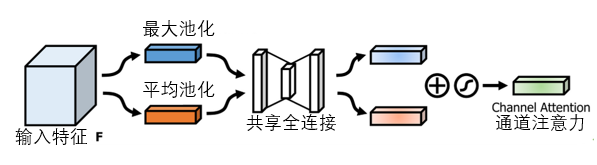 最大池化
平均池化
输入特征 F
共享全连接
Channel Attention
通道注意力